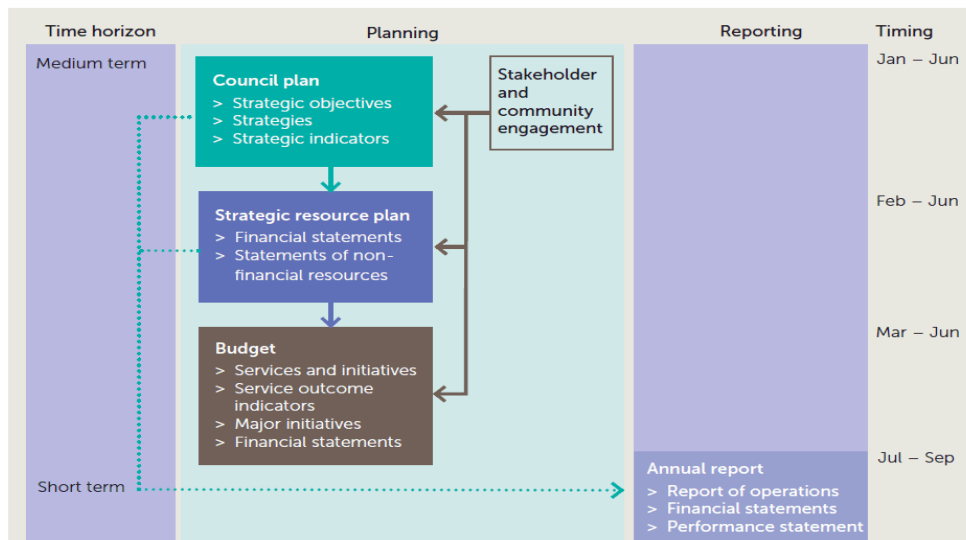 Time horizon
Planning
Reporting
Timing
Medium term
Jan – Jun
Council plan
> Strategic objectives
> Strategies
> Strategic indicators
Stakeholder
and
community
engagement
Feb – Jun
Strategic resource plan
> Financial statements
> Statements of non-
financial resources
Mar – Jun
Budget
> Services and initiatives
> Service outcome
indicators
> Major initiatives
> Financial statements
Jul – Sep
Short term
Annual report
> Report of operations
> Financial statements
> Performance statement